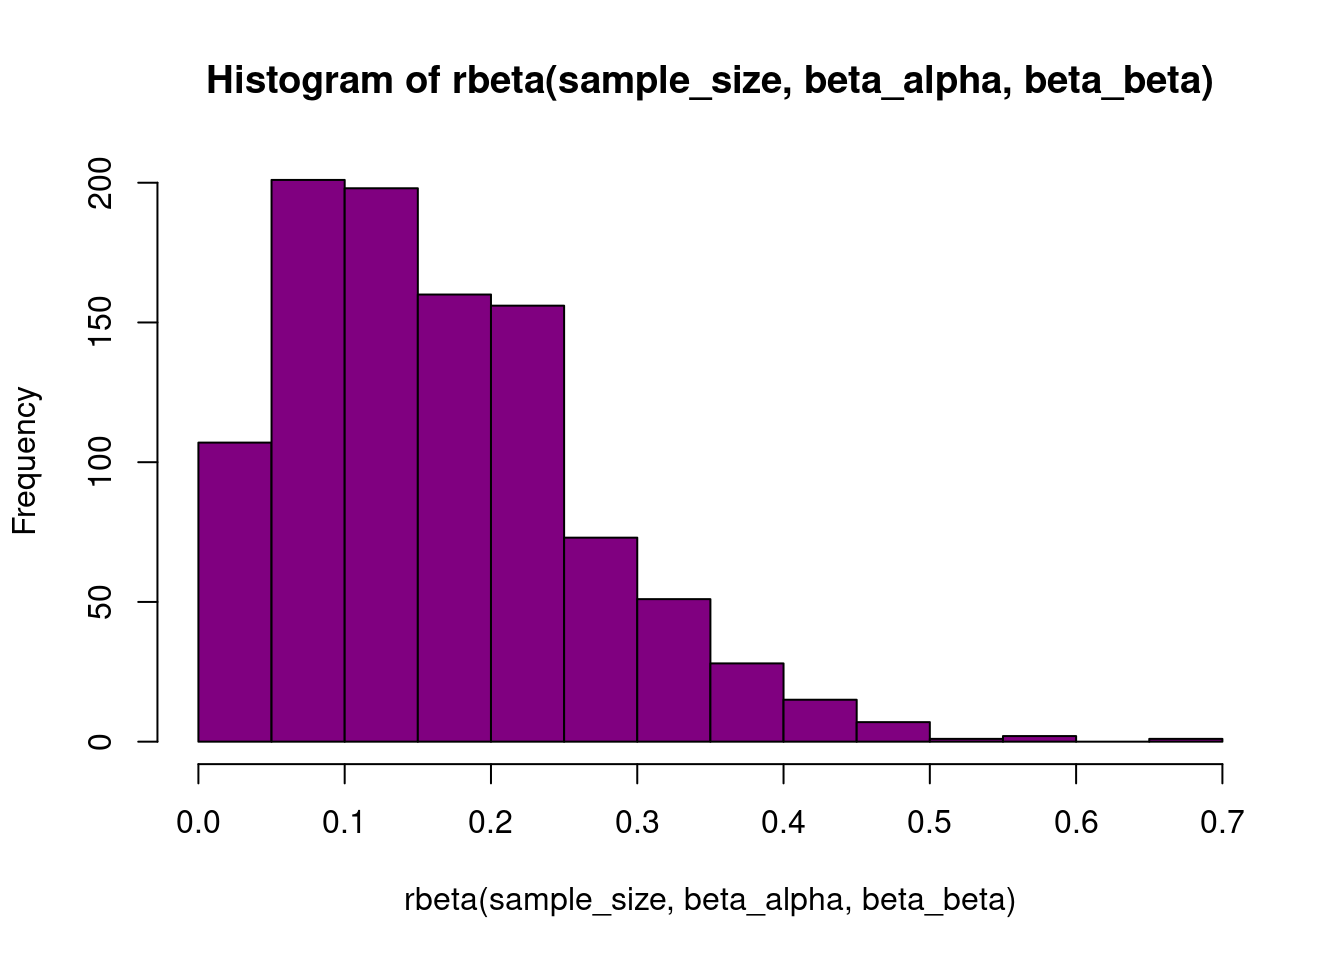 Histogram of rbeta(sample_size, beta_alpha, beta_beta)
Frequency
200
150
100
50
0
0.0 0.1 0.2 0.3 0.4 0.5 0.6 0.7
rbeta(sample_size, beta_alpha, beta_beta)